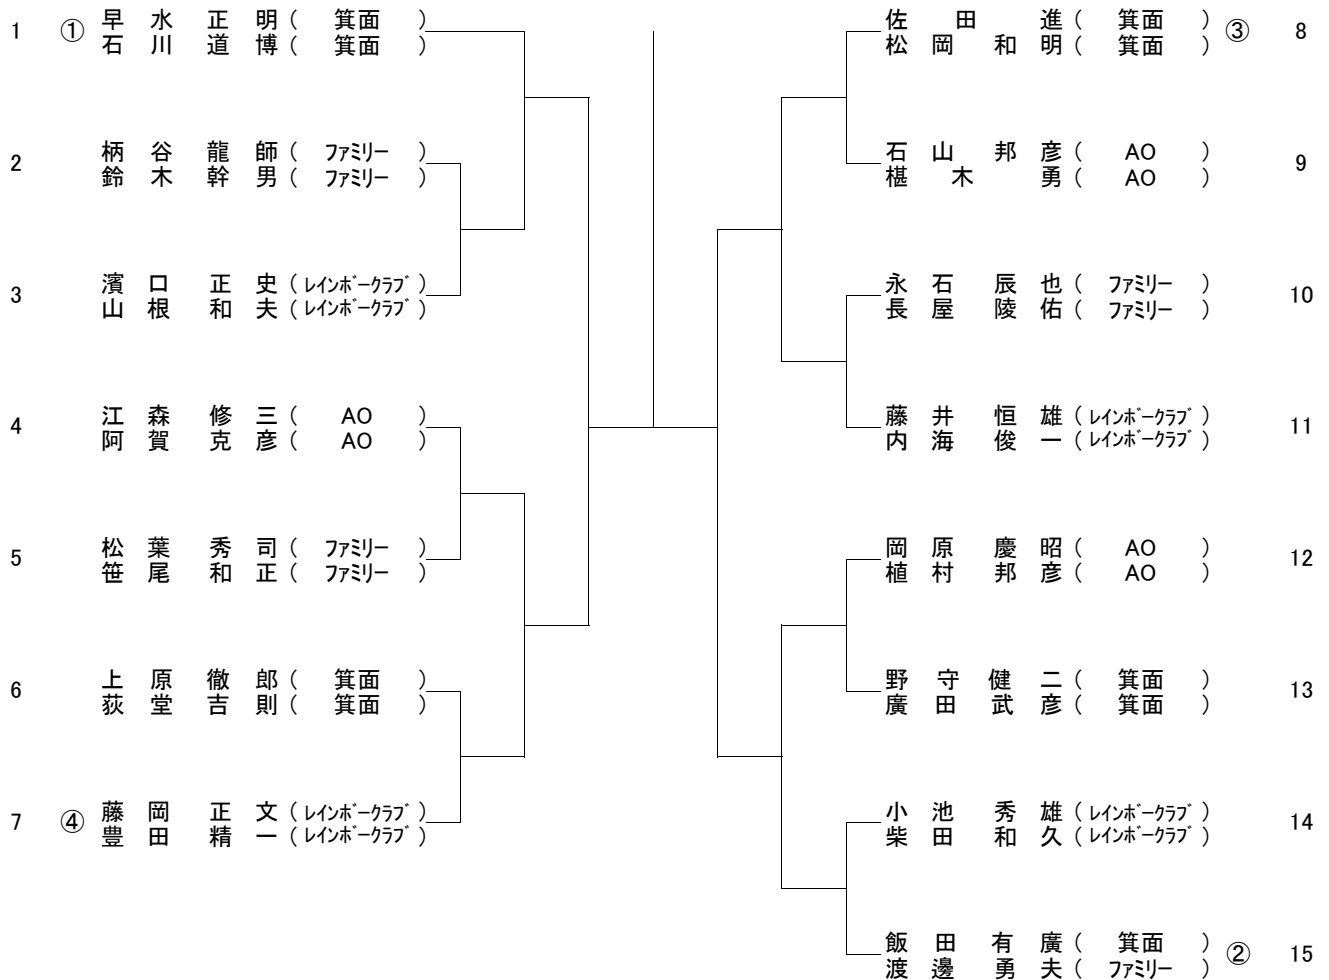 1 ① 早水正明(箕面)
石川道博(箕面)
2 柄谷龍師(ファミリー)
鈴木幹男(ファミリー)
3 濱口正史(レインボークラブ)
山根和夫(レインボークラブ)
4 江森修三(AO)
阿賀克彦(AO)
5 松葉秀司(ファミリー)
笹尾和正(ファミリー)
6 上原徹郎(箕面)
荻堂吉則(箕面)
7 ④ 藤岡正文(レインボークラブ)
豊田精一(レインボークラブ)
佐田進(箕面) ③ 8
松岡和明(箕面)
石山邦彦(AO) 9
椹木勇(AO)
永石辰也(ファミリー) 10
長屋陵佑(ファミリー)
藤井恒雄(レインボークラブ) 11
内海俊一(レインボークラブ)
岡原慶昭(AO) 12
植村邦彦(AO)
野守健二(箕面) 13
廣田武彦(箕面)
小池秀雄(レインボークラブ) 14
柴田和久(レインボークラブ)
飯田有廣(箕面) ② 15
渡邊勇夫(ファミリー)